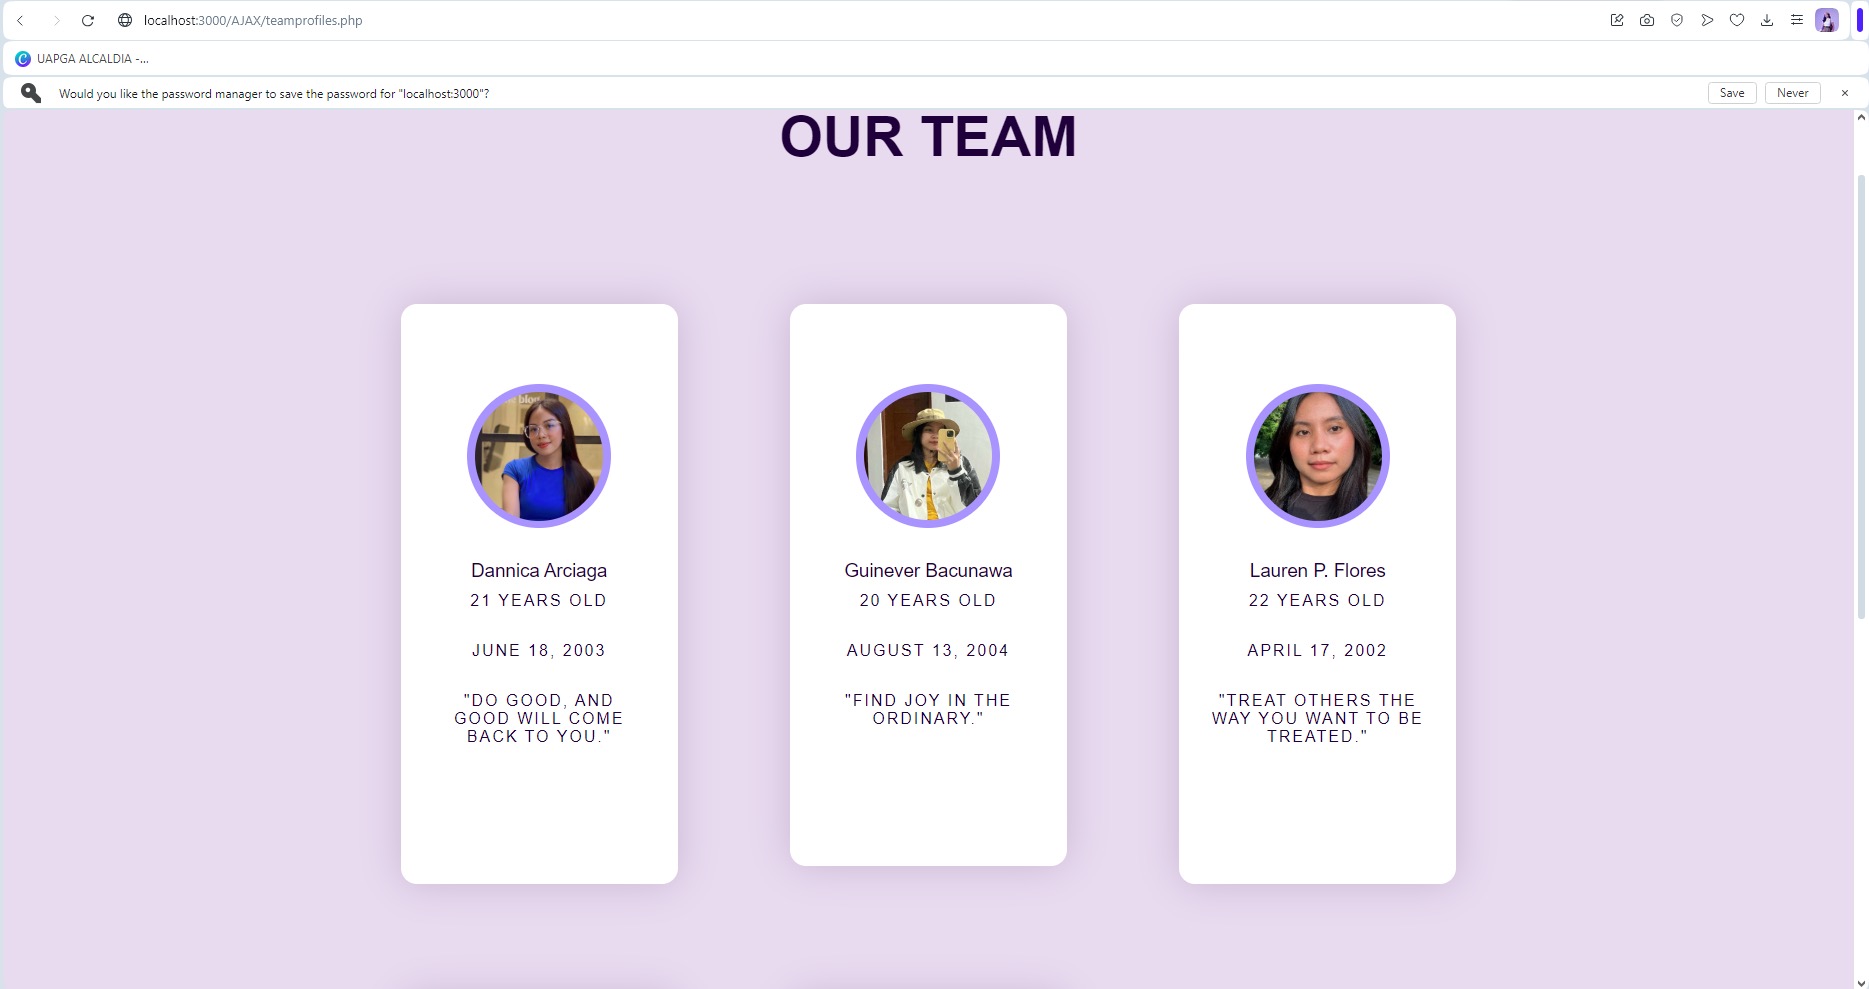 localhost:3000/AJAX/teamprofiles.php
UAPGA ALCALDIA -...
Would you like the password manager to save the password for "localhost:3000"?
Save
Never
OUR TEAM
Dannica Arciaga
21 YEARS OLD
JUNE 18, 2003
"DO GOOD, AND
GOOD WILL COME
BACK TO YOU."
Guinever Bacunawa
20 YEARS OLD
AUGUST 13, 2004
"FIND JOY IN THE
ORDINARY."
Lauren P. Flores
22 YEARS OLD
APRIL 17, 2002
"TREAT OTHERS THE
WAY YOU WANT TO BE
TREATED."